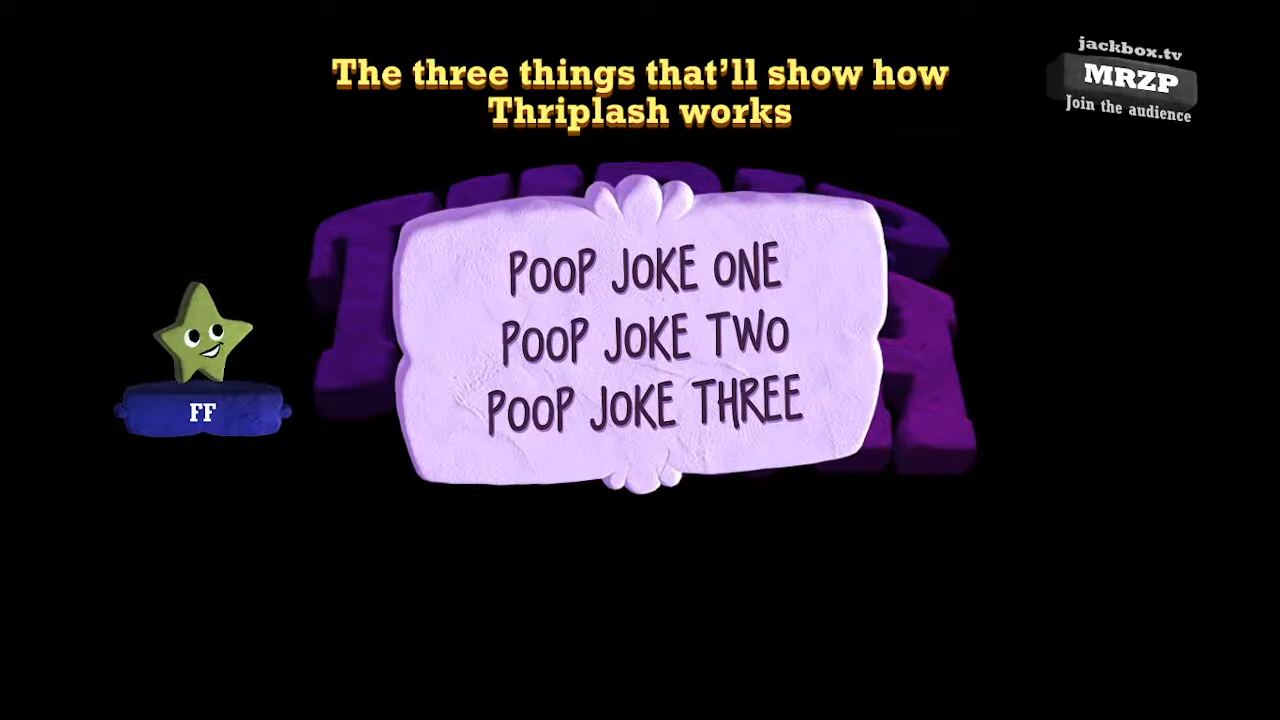 The three things that'll show how
Thriplash works
jackbox.tv
MRZP
Join the audience
POOP JOKE ONE
POOP JOKE TWO
POOP JOKE THREE
FF